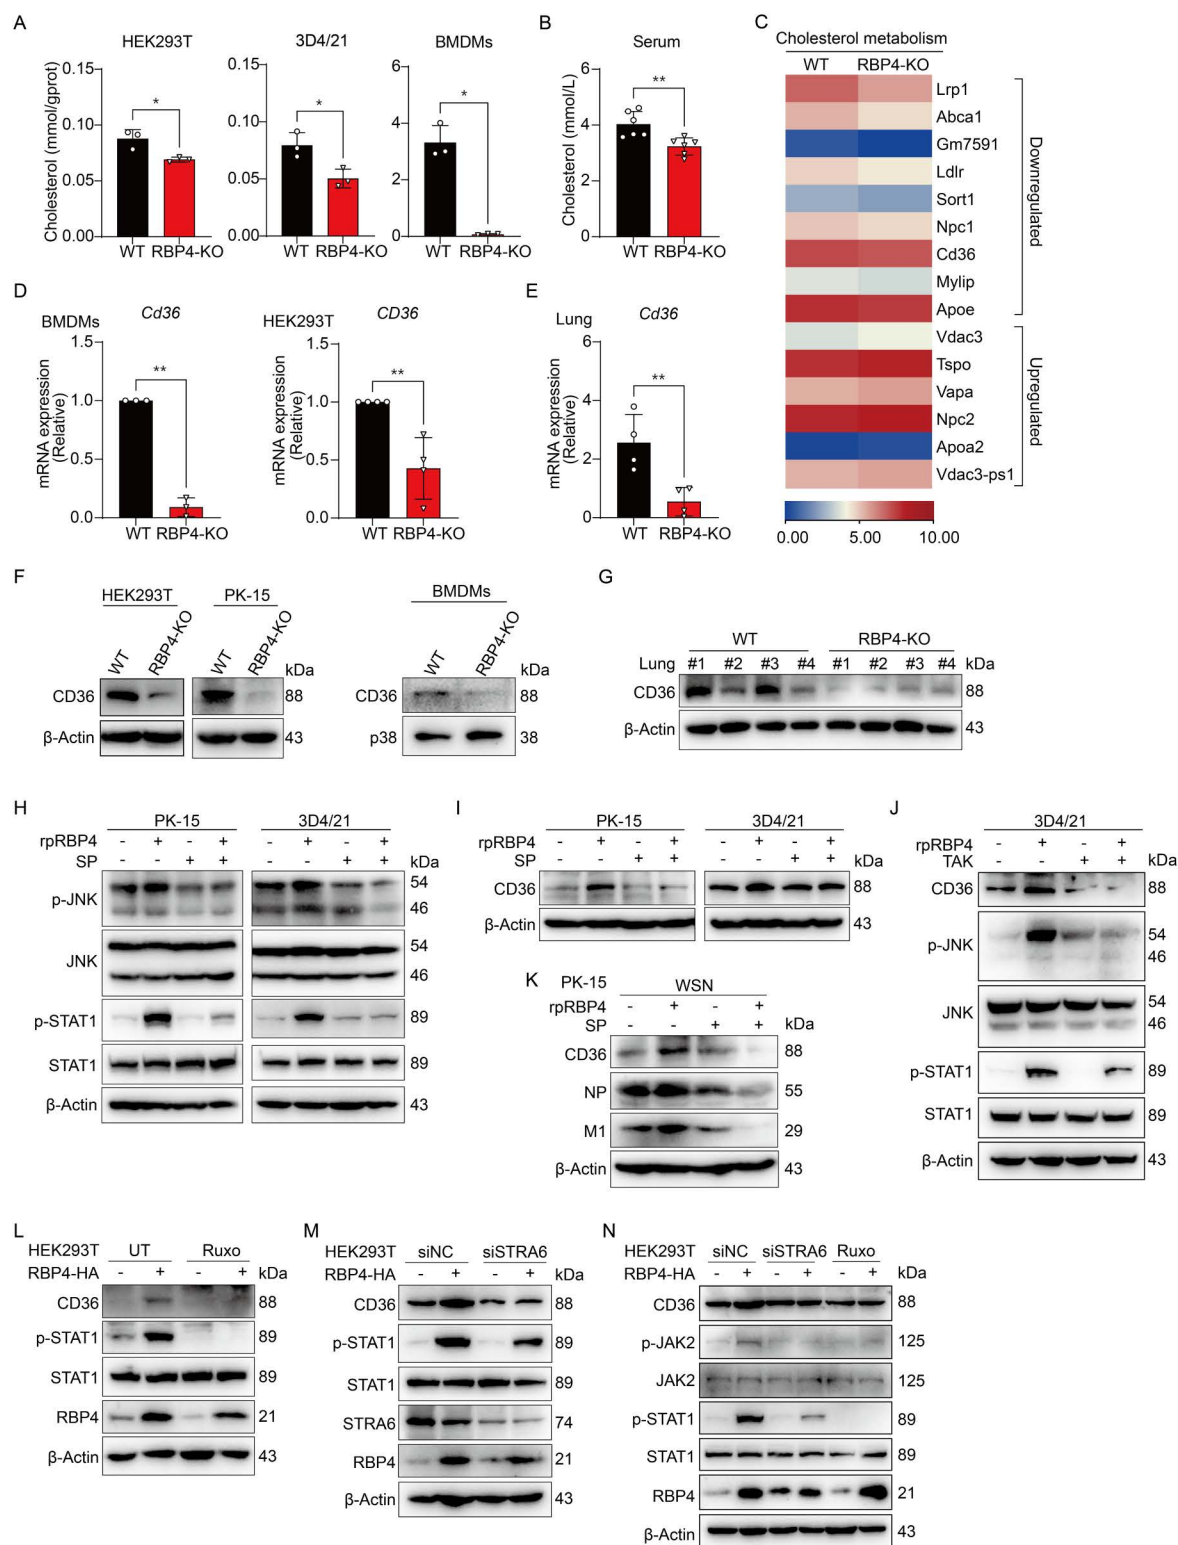 A
HEK293T
3D4/21
BMDMs
Cholesterol (mmol/gprot)
0.15
0.10
0.05
0.00
*
WT RBP4-KO
0.15
0.10
0.05
0.00
*
WT RBP4-KO
6
4
2
0
*
WT RBP4-KO
B
Serum
Cholesterol (mmol/L)
6
4
2
0
**
WT RBP4-KO
C
Cholesterol metabolism
WT RBP4-KO
Lrp1
Abca1
Gm7591
Ldlr
Sort1
Npc1
Cd36
Mylip
Apoe
Vdac3
Tspo
Vapa
Npc2
Apoa2
Vdac3-ps1
Downregulated
Upregulated
0.00 5.00 10.00
D
BMDMs
Cd36
mRNA expression
(Relative)
1.5
1.0
0.5
0.0
**
WT RBP4-KO
HEK293T
CD36
mRNA expression
(Relative)
1.5
1.0
0.5
0.0
**
WT RBP4-KO
E
Lung
Cd36
mRNA expression
(Relative)
6
4
2
0
**
WT RBP4-KO
F
HEK293T PK-15
WT RBP4-KO WT RBP4-KO kDa
CD36 88
β-Actin 43
BMDMs
WT RBP4-KO kDa
CD36 88
p38 38
G
WT RBP4-KO
Lung #1 #2 #3 #4 #1 #2 #3 #4 kDa
CD36 88
β-Actin 43
H
PK-15 3D4/21
rpRBP4 - + - + - + - +
SP - - + + - - + + kDa
p-JNK 54
46
JNK 54
46
p-STAT1 89
STAT1 89
β-Actin 43
I
PK-15 3D4/21
rpRBP4 - + - + - + - +
SP - - + + - - + + kDa
CD36 88
β-Actin 43
J
3D4/21
rpRBP4 - + - +
TAK - - + + kDa
CD36 88
p-JNK 54
46
JNK 54
46
p-STAT1 89
STAT1 89
β-Actin 43
K
PK-15 WSN
rpRBP4 - + - +
SP - - + + kDa
CD36 88
NP 55
M1 29
β-Actin 43
L
HEK293T UT Ruxo
RBP4-HA - + - + kDa
CD36 88
p-STAT1 89
STAT1 89
RBP4 21
β-Actin 43
M
HEK293T siNC siSTRA6
RBP4-HA - + - + kDa
CD36 88
p-STAT1 89
STAT1 89
STRA6 74
RBP4 21
β-Actin 43
N
HEK293T siNC siSTRA6 Ruxo
RBP4-HA - + - + - + kDa
CD36 88
p-JAK2 125
JAK2 125
p-STAT1 89
STAT1 89
RBP4 21
β-Actin 43